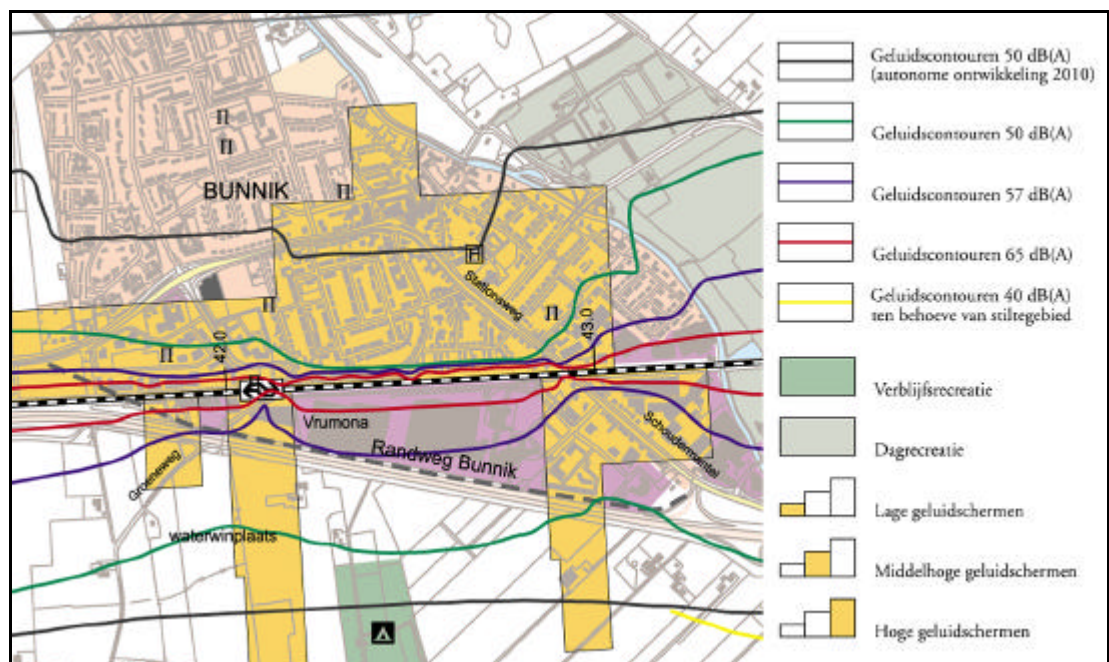 BUNNIK
Π
Π
Π
H
Stationsweg
Π
Π
Π
42.0
43.0
Vrumona
Randweg Bunnik
Schoudermantel
Groeneweg
waterwinplaats
Geluidscontouren 50 dB(A)
(autonome ontwikkeling 2010)
Geluidscontouren 50 dB(A)
Geluidscontouren 57 dB(A)
Geluidscontouren 65 dB(A)
Geluidscontouren 40 dB(A)
ten behoeve van stiltegebied
Verblijfsrecreatie
Dagrecreatie
Lage geluidschermen
Middelhoge geluidschermen
Hoge geluidschermen